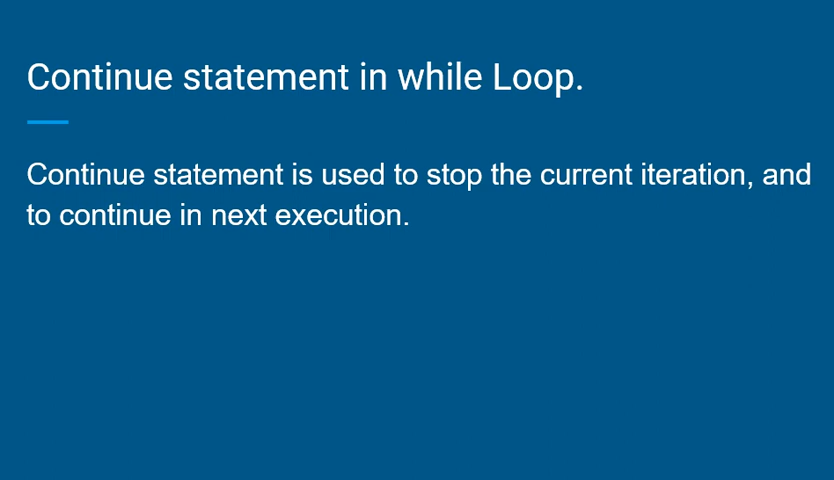 Continue statement in while Loop.
Continue statement is used to stop the current iteration, and
to continue in next execution.